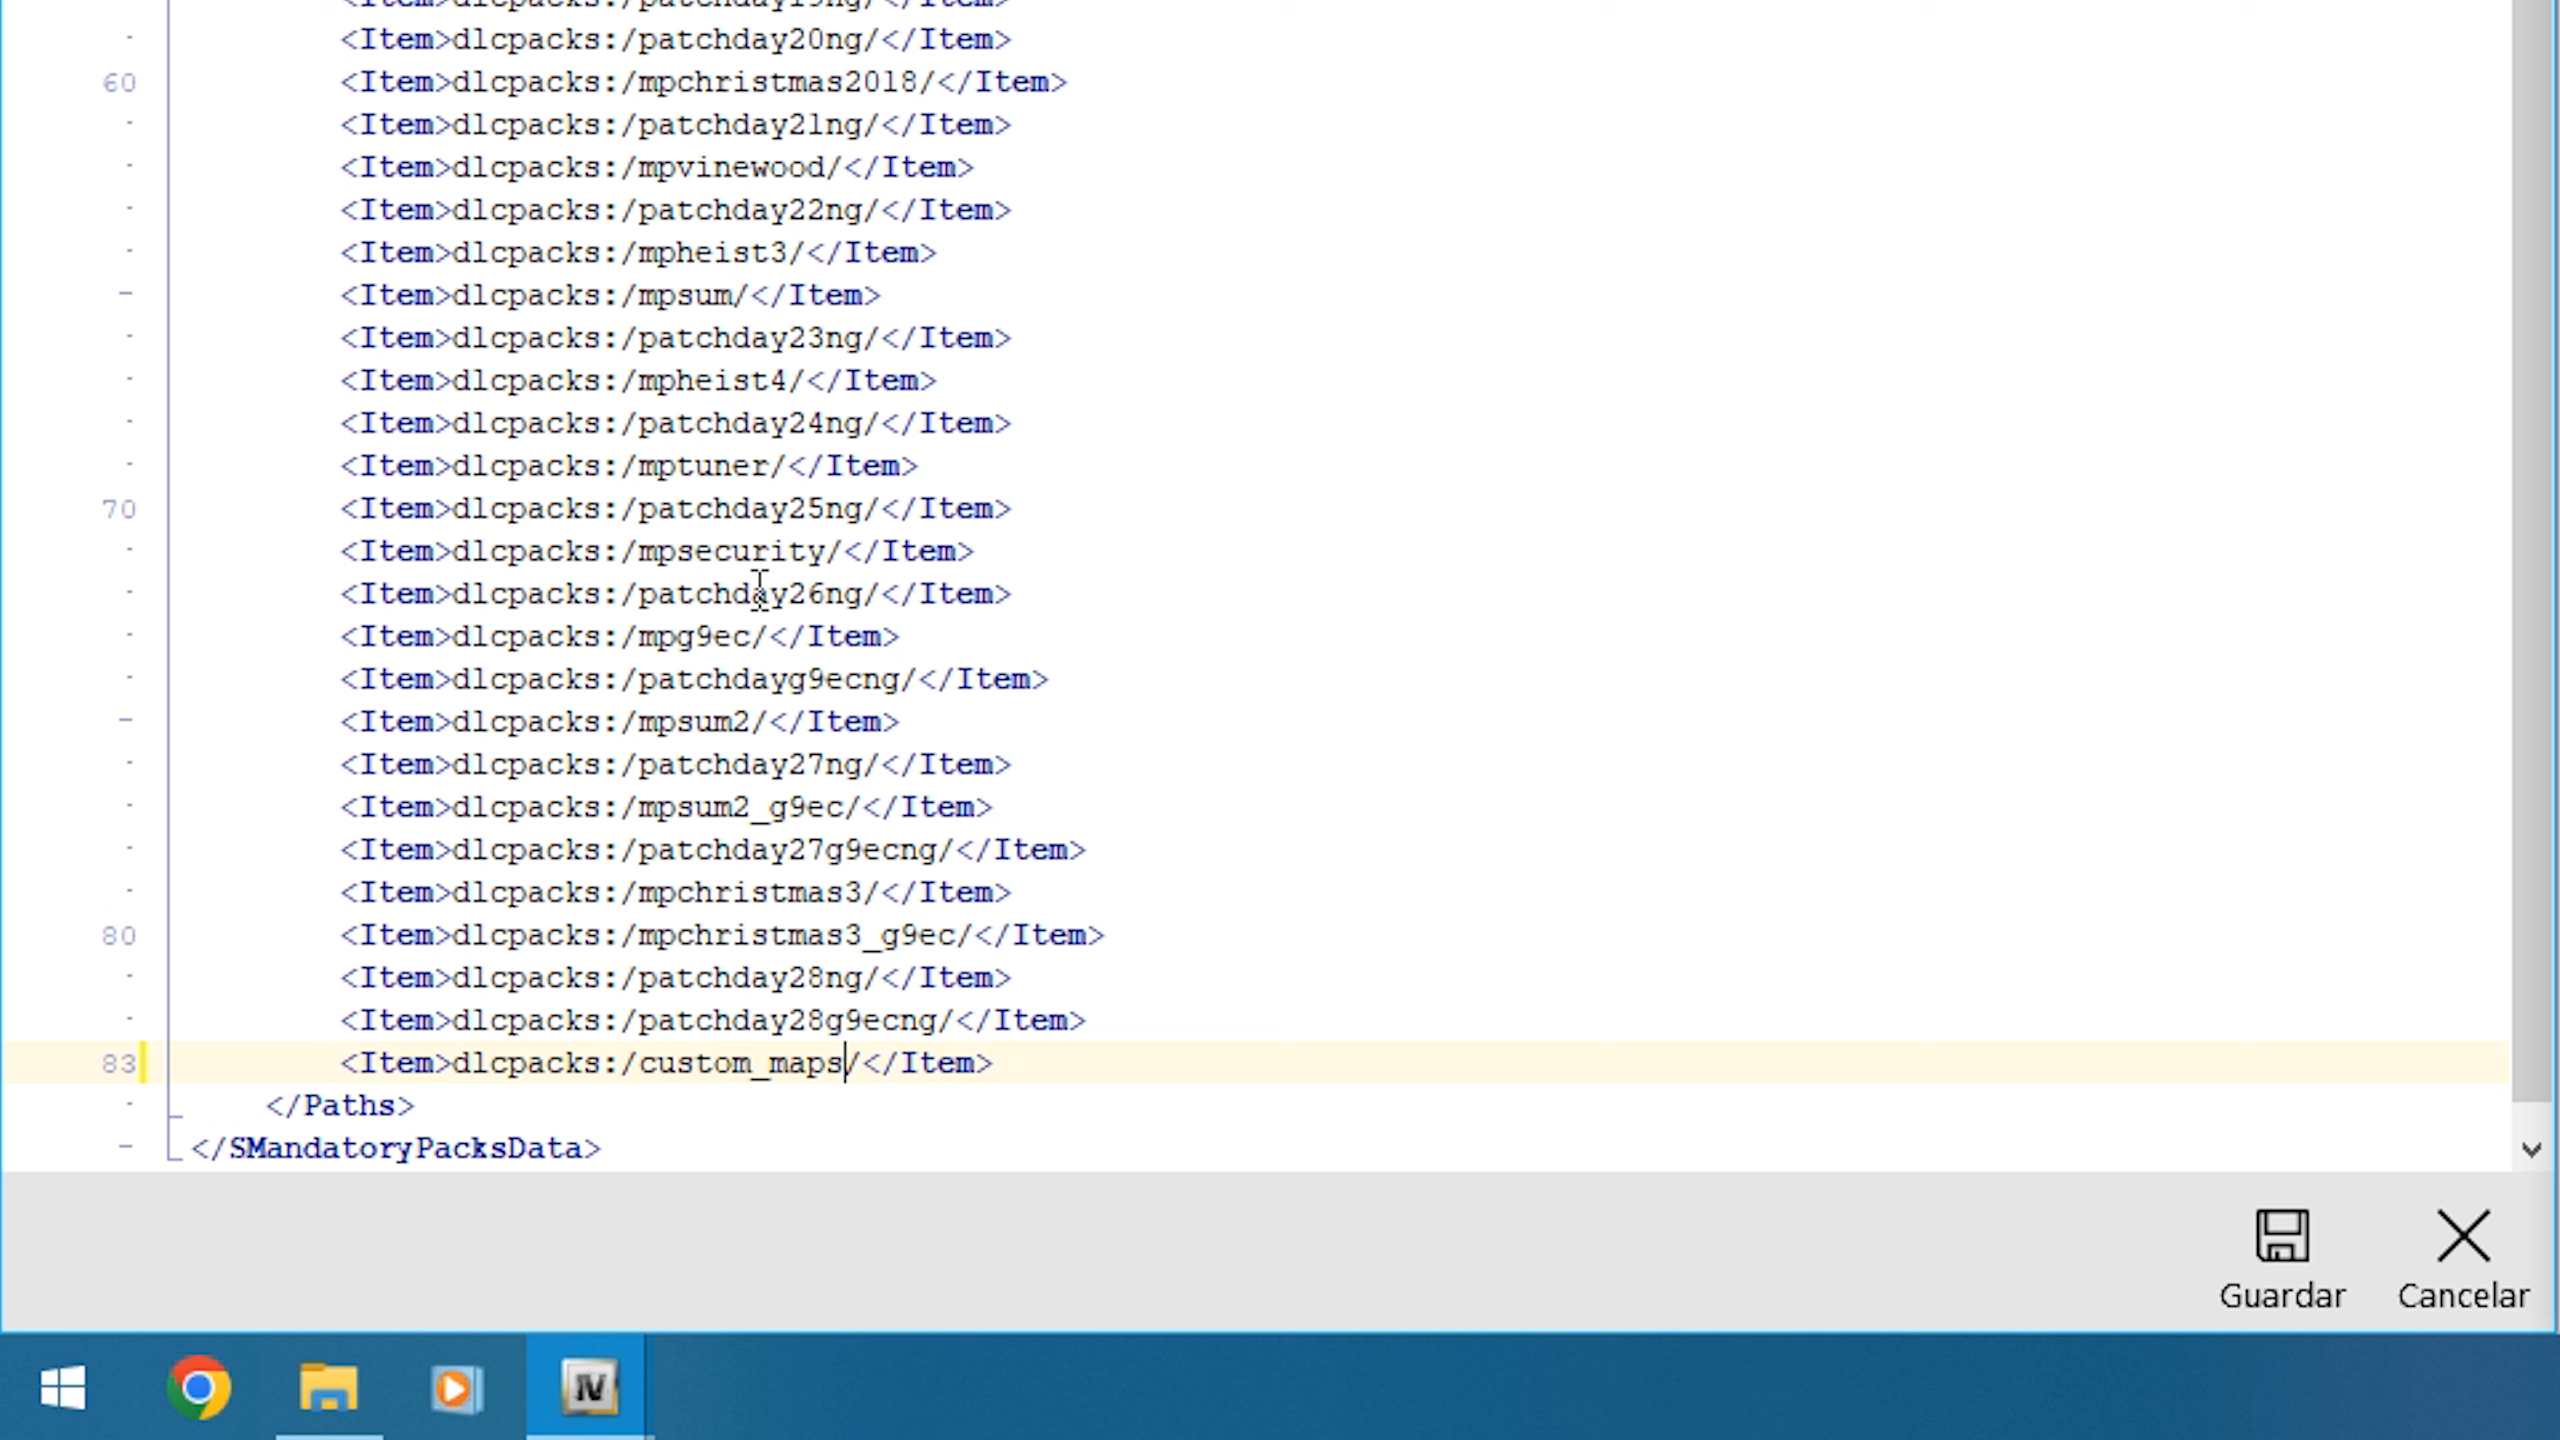 <Item>dlcpacks:/patchday19ng/</Item>
<Item>dlcpacks:/patchday20ng/</Item>
60 <Item>dlcpacks:/mpchristmas2018/</Item>
<Item>dlcpacks:/patchday21ng/</Item>
<Item>dlcpacks:/mpvinewood/</Item>
<Item>dlcpacks:/patchday22ng/</Item>
<Item>dlcpacks:/mpheist3/</Item>
<Item>dlcpacks:/mpsum/</Item>
<Item>dlcpacks:/patchday23ng/</Item>
<Item>dlcpacks:/mpheist4/</Item>
<Item>dlcpacks:/patchday24ng/</Item>
<Item>dlcpacks:/mptuner/</Item>
70 <Item>dlcpacks:/patchday25ng/</Item>
<Item>dlcpacks:/mpsecurity/</Item>
<Item>dlcpacks:/patchday26ng/</Item>
<Item>dlcpacks:/mpg9ec/</Item>
<Item>dlcpacks:/patchdayg9ecng/</Item>
<Item>dlcpacks:/mpsum2/</Item>
<Item>dlcpacks:/patchday27ng/</Item>
<Item>dlcpacks:/mpsum2_g9ec/</Item>
<Item>dlcpacks:/patchday27g9ecng/</Item>
<Item>dlcpacks:/mpchristmas3/</Item>
80 <Item>dlcpacks:/mpchristmas3_g9ec/</Item>
<Item>dlcpacks:/patchday28ng/</Item>
<Item>dlcpacks:/patchday28g9ecng/</Item>
83 <Item>dlcpacks:/custom_maps/</Item>
</Paths>
</SMandatoryPacksData>
Guardar Cancelar
IV